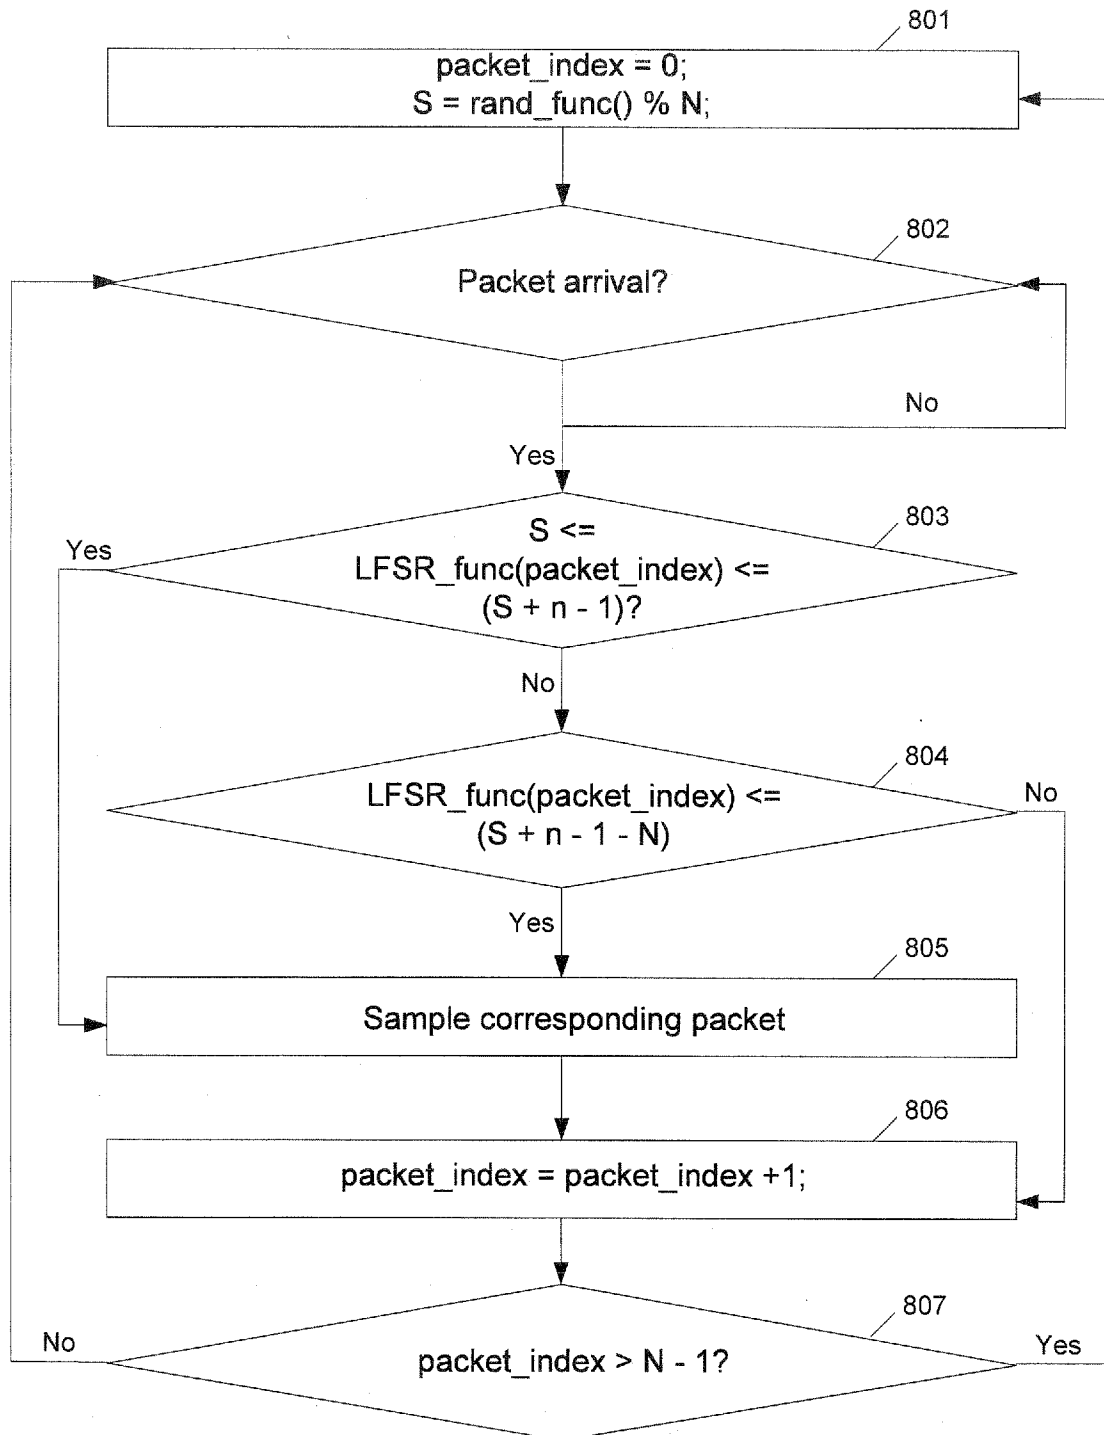 801
packet_index = 0;
S = rand_func() % N;
802
Packet arrival?
No
Yes
803
Yes
S <=
LFSR_func(packet_index) <=
(S + n - 1)?
No
804
LFSR_func(packet_index) <=
(S + n - 1 - N)
No
Yes
805
Sample corresponding packet
806
packet_index = packet_index +1;
807
No
packet_index > N - 1?
Yes